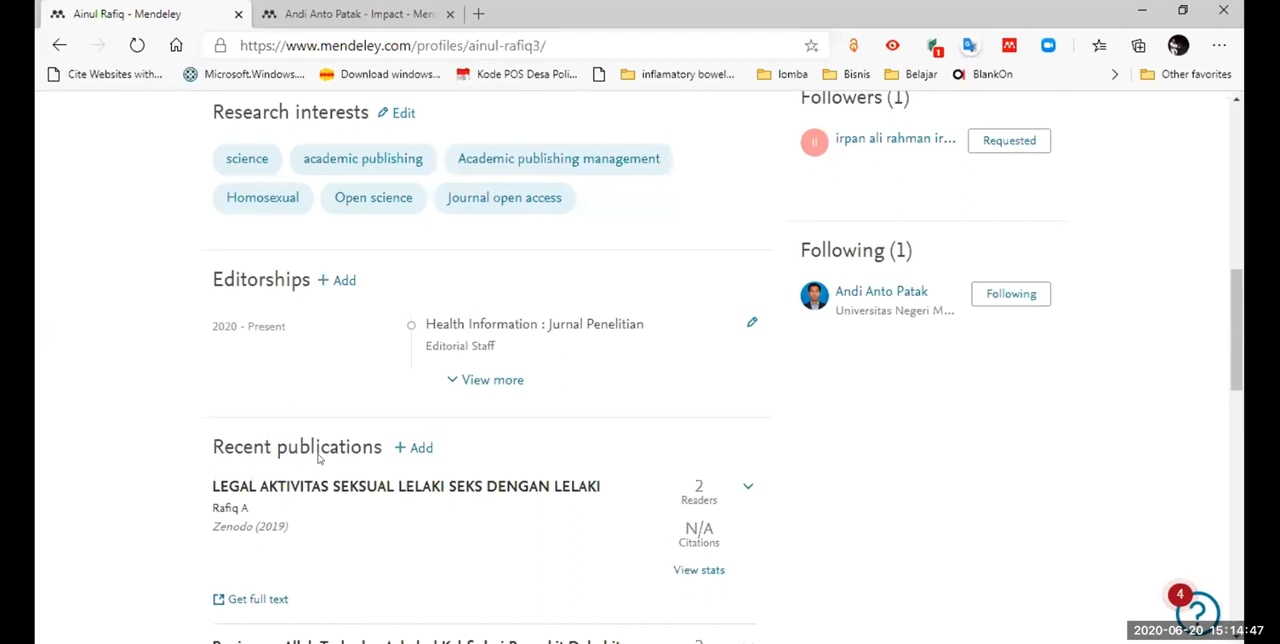 Ainul Rafiq - Mendeley
Andi Anto Patak - Impact - Men
https://www.mendeley.com/profiles/ainul-rafiq3/
1
Cite Websites with...
Microsoft.Windows....
Download windows...
Kode POS Desa Poli...
inflamatory bowel...
lomba
Bisnis
Belajar
BlankOn
Other favorites
Research interests
Edit
science
academic publishing
Academic publishing management
Homosexual
Open science
Journal open access
Followers (1)
II
irpan ali rahman ir...
Requested
Following (1)
Andi Anto Patak
Universitas Negeri M...
Following
Editorships + Add
2020 - Present
Health Information : Jurnal Penelitian
Editorial Staff
View more
Recent publications + Add
LEGAL AKTIVITAS SEKSUAL LELAKI SEKS DENGAN LELAKI
Rafiq A
Zenodo (2019)
2
Readers
N/A
Citations
View stats
Get full text
4
?
2020-06-20 15:14:47